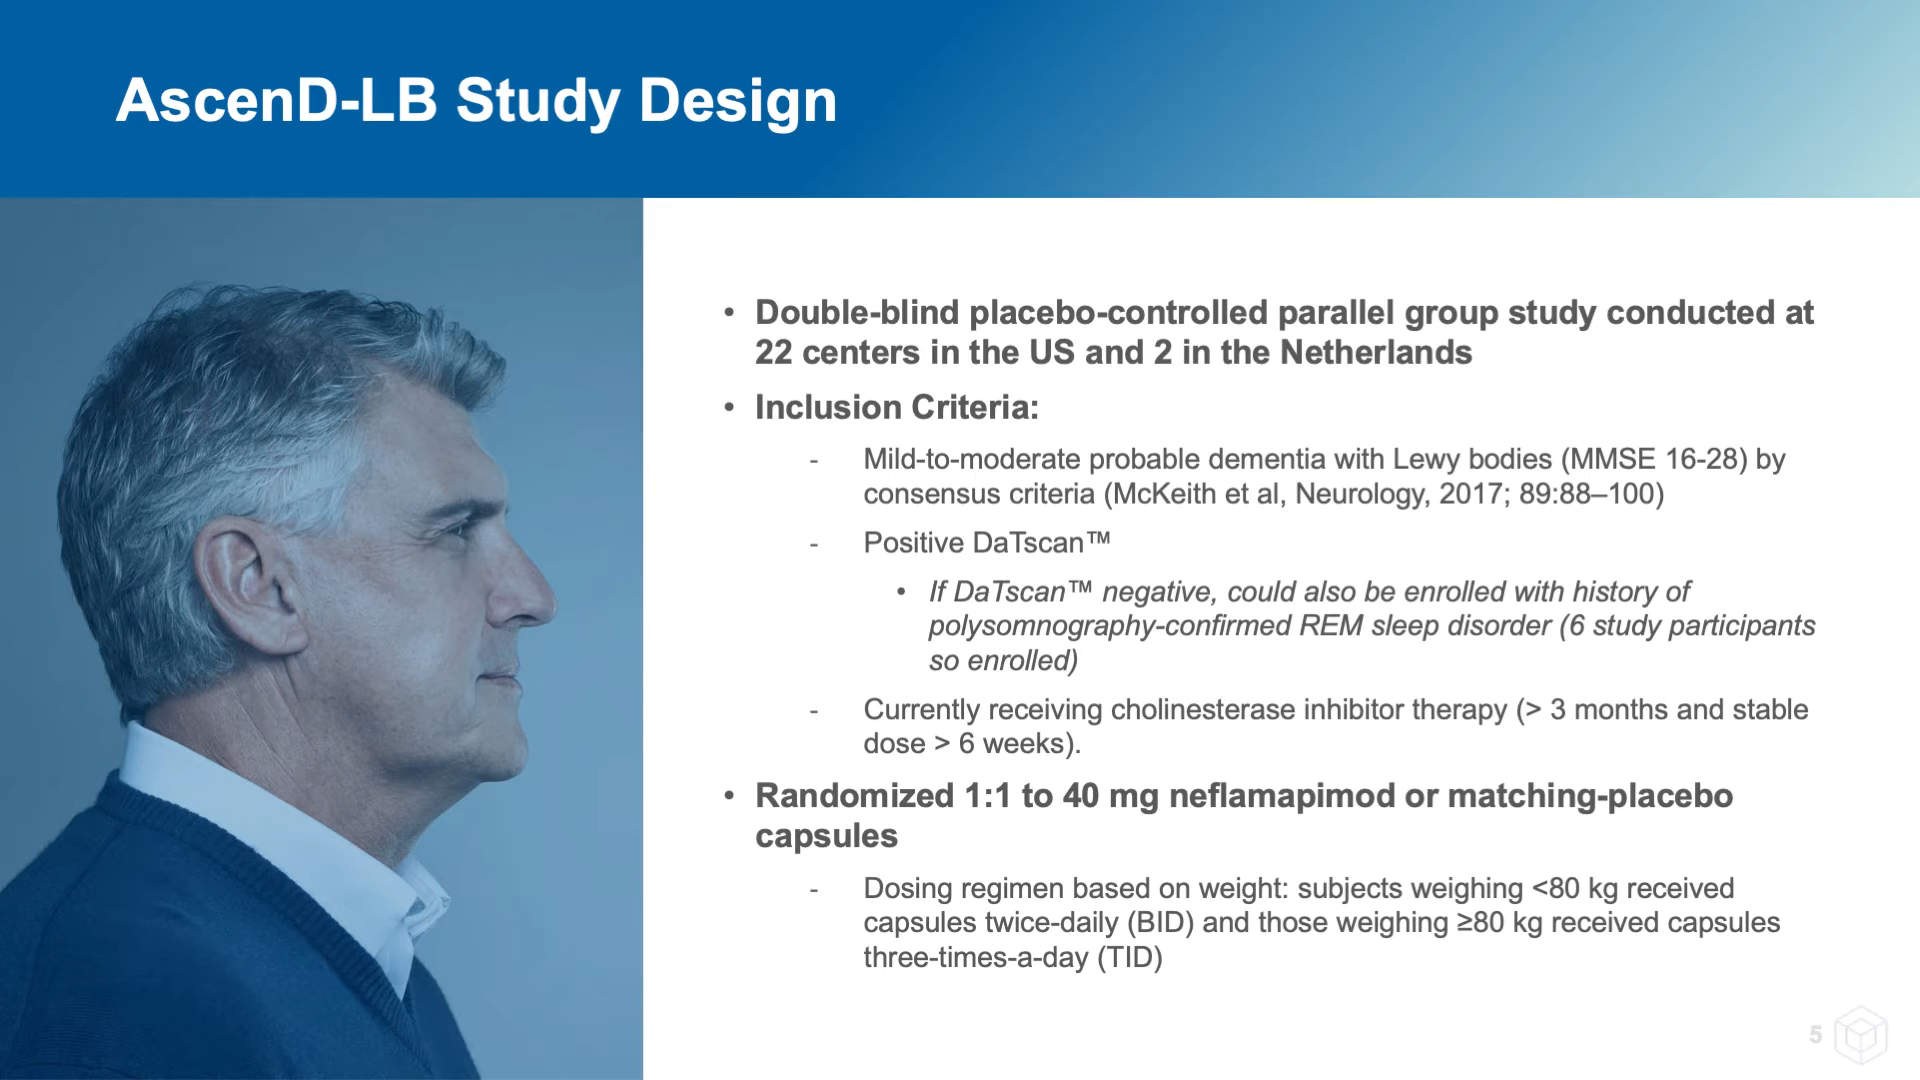 AscenD-LB Study Design
• Double-blind placebo-controlled parallel group study conducted at
22 centers in the US and 2 in the Netherlands
• Inclusion Criteria:
- Mild-to-moderate probable dementia with Lewy bodies (MMSE 16-28) by
consensus criteria (McKeith et al, Neurology, 2017; 89:88–100)
- Positive DaTscan™
• If DaTscan™ negative, could also be enrolled with history of
polysomnography-confirmed REM sleep disorder (6 study participants
so enrolled)
- Currently receiving cholinesterase inhibitor therapy (> 3 months and stable
dose > 6 weeks).
• Randomized 1:1 to 40 mg neflamapimod or matching-placebo
capsules
- Dosing regimen based on weight: subjects weighing <80 kg received
capsules twice-daily (BID) and those weighing ≥80 kg received capsules
three-times-a-day (TID)
5